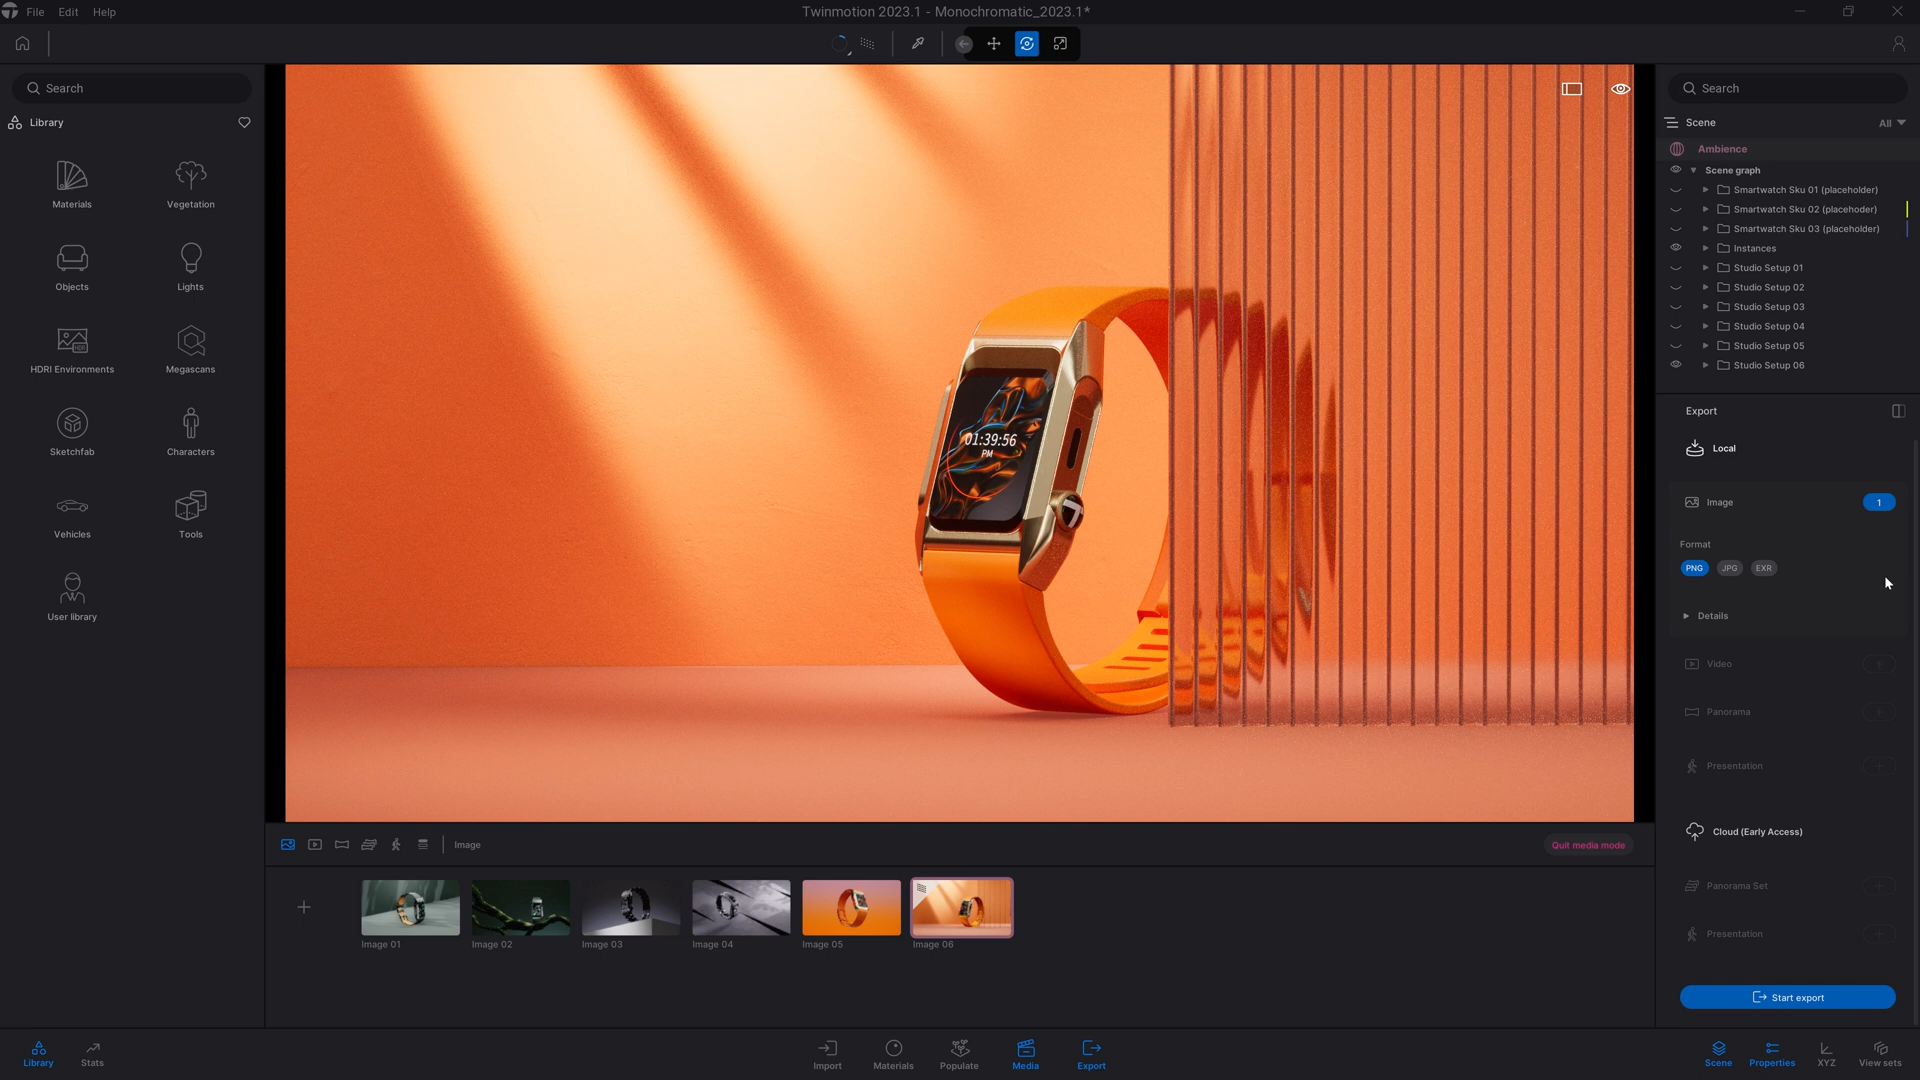 File Edit Help
Twinmotion 2023.1 - Monochromatic_2023.1*
Search
Library
Materials
Vegetation
Objects
Lights
HDRI Environments
Megascans
Sketchfab
Characters
Vehicles
Tools
User library
01:39:56
PM
Search
Scene
All
Ambience
Scene graph
Smartwatch Sku 01 (placeholder)
Smartwatch Sku 02 (placehoder)
Smartwatch Sku 03 (placeholder)
Instances
Studio Setup 01
Studio Setup 02
Studio Setup 03
Studio Setup 04
Studio Setup 05
Studio Setup 06
Export
Local
Image
1
Format
PNG JPG EXR
Details
Video
Panorama
Presentation
Cloud (Early Access)
Panorama Set
Presentation
Start export
Image
Quit media mode
Image 01
Image 02
Image 03
Image 04
Image 05
Image 06
Library
Stats
Import
Materials
Populate
Media
Export
Scene
Properties
XYZ
View sets